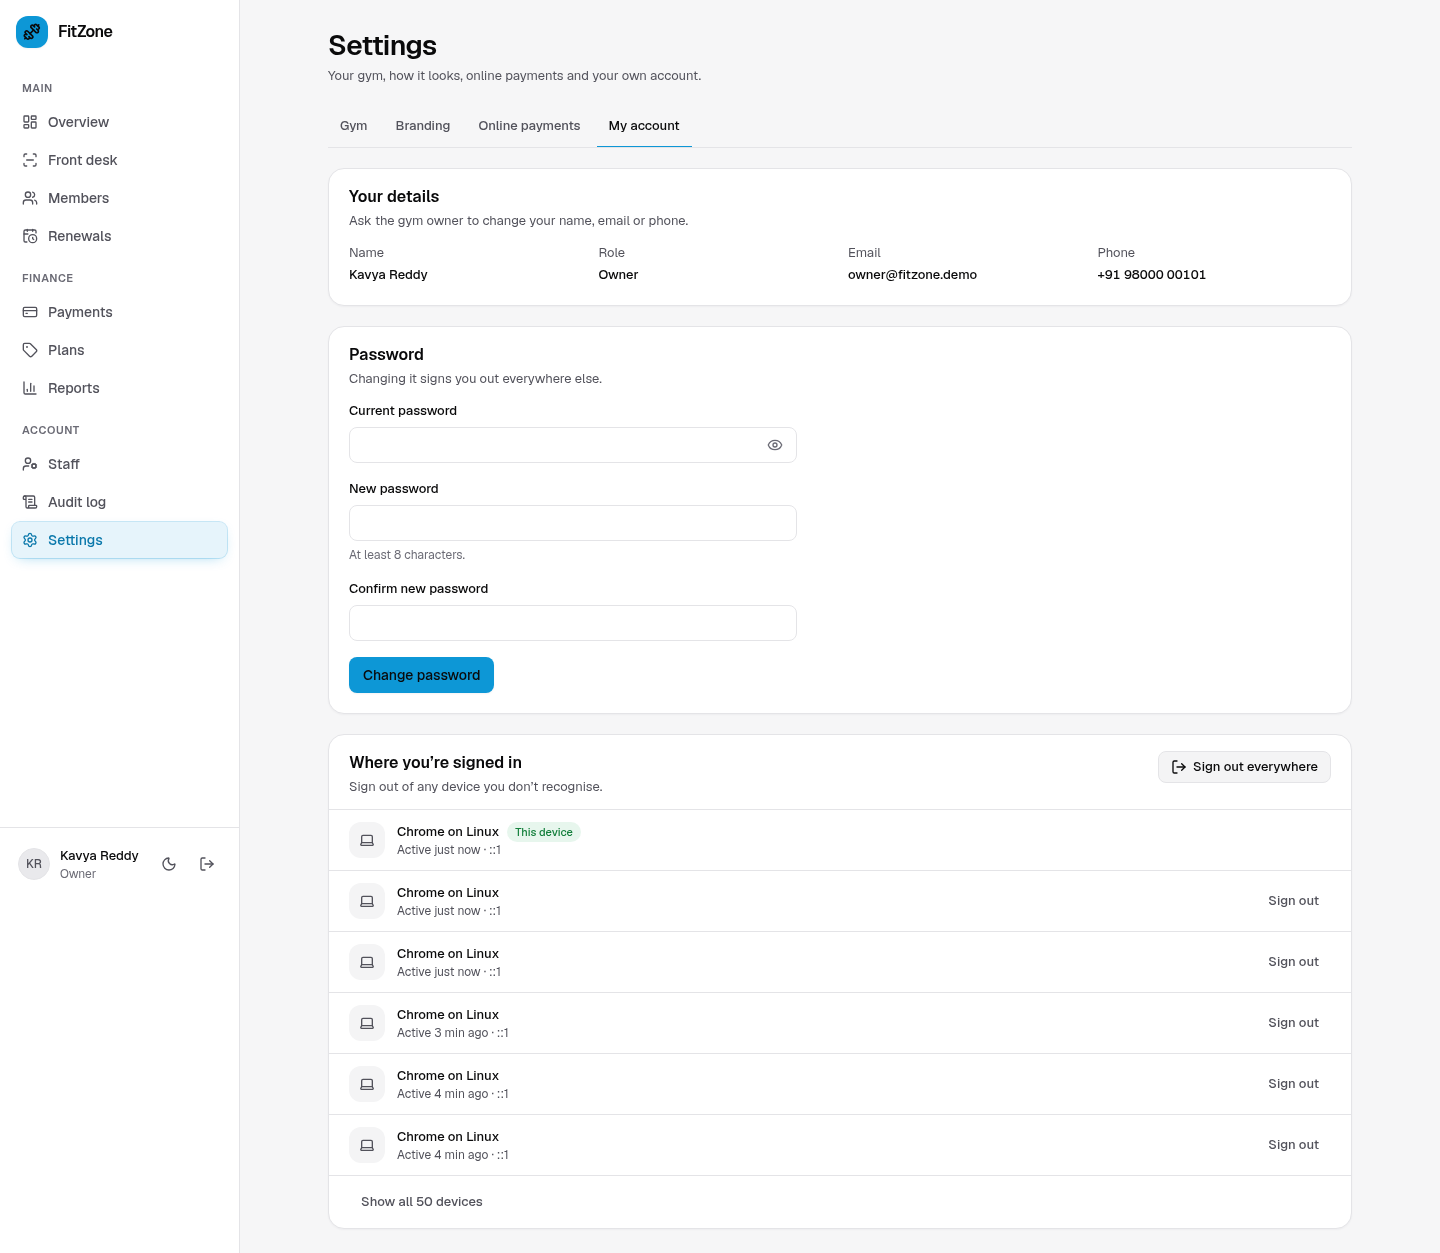 FitZone
MAIN
Overview
Front desk
Members
Renewals
FINANCE
Payments
Plans
Reports
ACCOUNT
Staff
Audit log
Settings
KR
Kavya Reddy
Owner
Settings
Your gym, how it looks, online payments and your own account.
Gym Branding Online payments My account
Your details
Ask the gym owner to change your name, email or phone.
Name Role Email Phone
Kavya Reddy Owner owner@fitzone.demo +91 98000 00101
Password
Changing it signs you out everywhere else.
Current password
New password
At least 8 characters.
Confirm new password
Change password
Where you’re signed in
Sign out everywhere
Sign out of any device you don’t recognise.
Chrome on Linux This device
Active just now · ::1
Chrome on Linux
Active just now · ::1
Sign out
Chrome on Linux
Active just now · ::1
Sign out
Chrome on Linux
Active 3 min ago · ::1
Sign out
Chrome on Linux
Active 4 min ago · ::1
Sign out
Chrome on Linux
Active 4 min ago · ::1
Sign out
Show all 50 devices